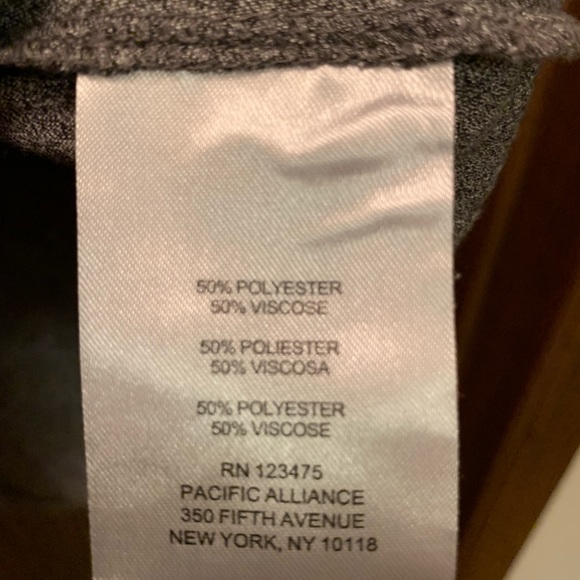 50% POLYESTER
50% VISCOSE
50% POLIESTER
50% VISCOSA
50% POLYESTER
50% VISCOSE
RN 123475
PACIFIC ALLIANCE
350 FIFTH AVENUE
NEW YORK, NY 10118